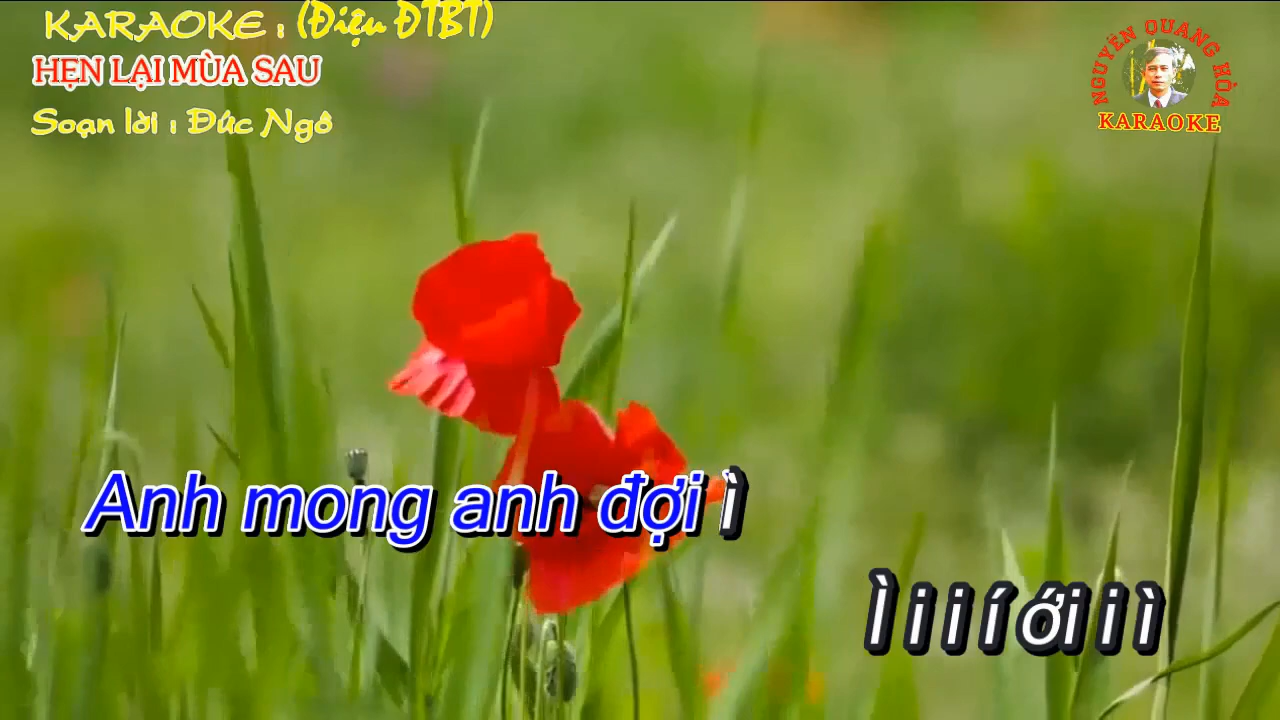 KARAOKE : (Điệu ĐTBT)
HẸN LẠI MÙA SAU
Soạn lời : Đức Ngô
NGUYỄN QUANG HÒA
KARAOKE
Anh mong anh đợi ì
Ì i i í ới i ì